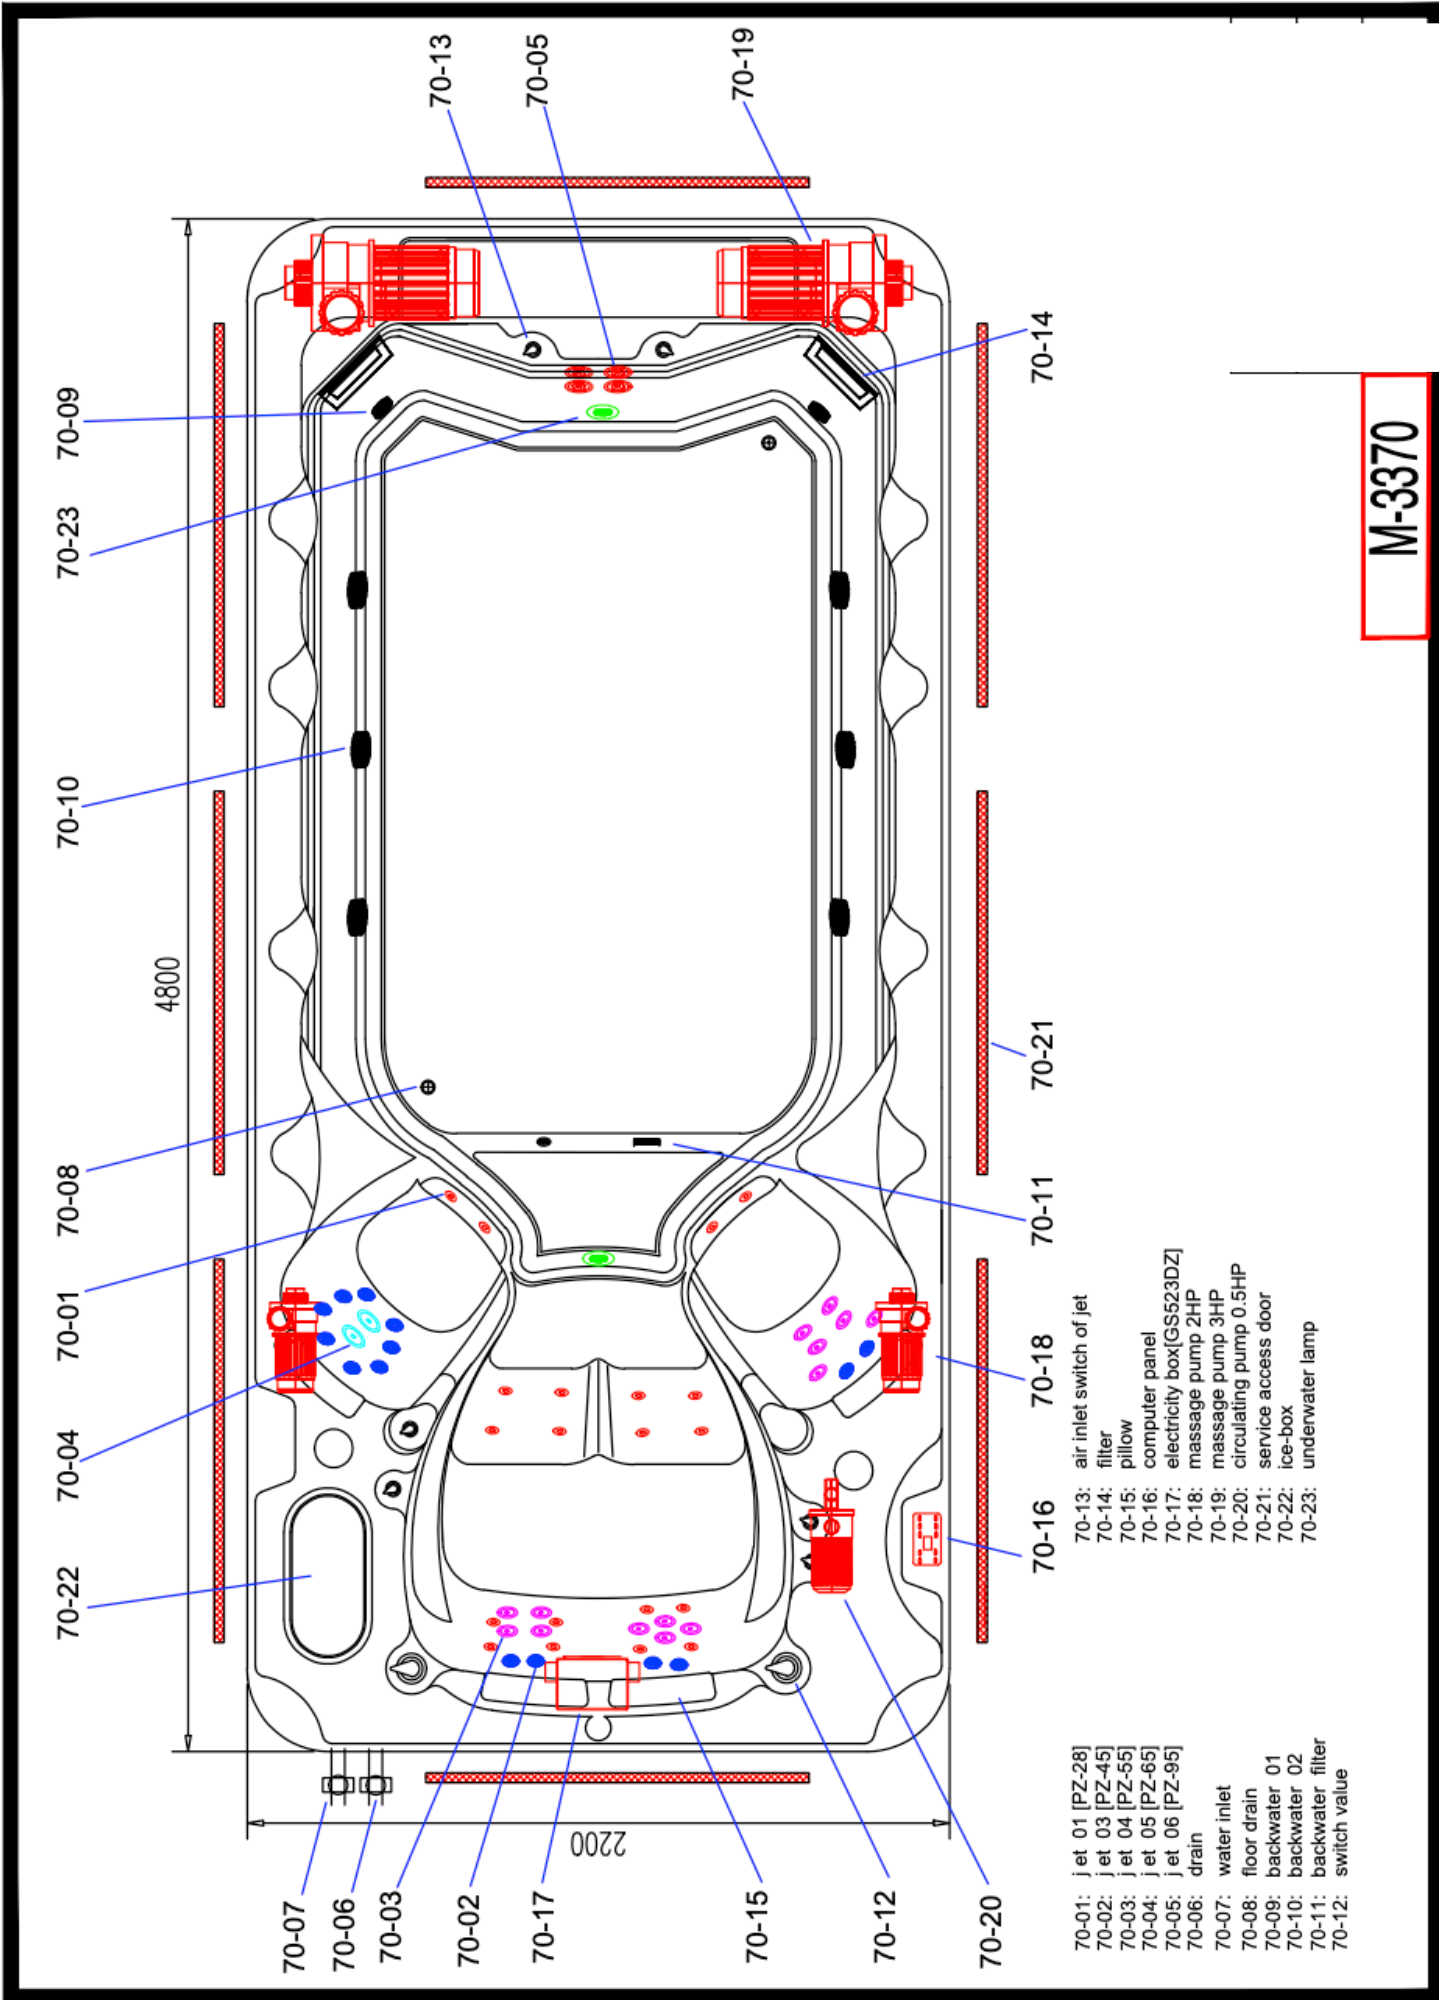 70-07
70-06
70-03
70-02
70-17
70-15
70-12
70-20
70-22
70-04
70-01
70-08
70-10
70-23
70-09
70-13
70-05
70-19
70-14
70-21
70-11
70-18
70-16
4800
2200
70-01: j et 01 [PZ-28]
70-02: j et 03 [PZ-45]
70-03: j et 04 [PZ-55]
70-04: j et 05 [PZ-65]
70-05: j et 06 [PZ-95]
70-06: drain
70-07: water inlet
70-08: floor drain
70-09: backwater 01
70-10: backwater 02
70-11: backwater filter
70-12: switch value
70-13: air inlet switch of jet
70-14: filter
70-15: pillow
70-16: computer panel
70-17: electricity box[GS523DZ]
70-18: massage pump 2HP
70-19: massage pump 3HP
70-20: circulating pump 0.5HP
70-21: service access door
70-22: ice-box
70-23: underwater lamp
M-3370